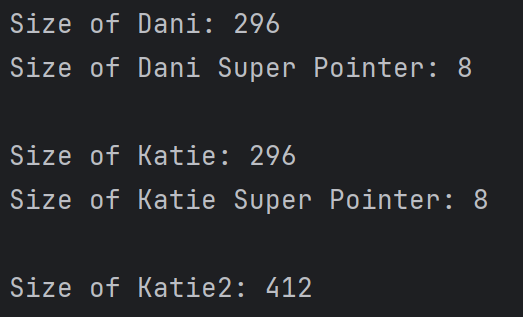 Size of Dani: 296
Size of Dani Super Pointer: 8
Size of Katie: 296
Size of Katie Super Pointer: 8
Size of Katie2: 412